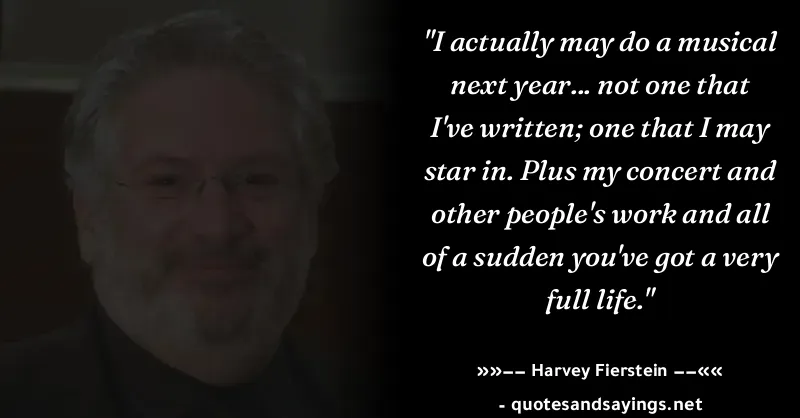 "I actually may do a musical
next year... not one that
I've written; one that I may
star in. Plus my concert and
other people's work and all
of a sudden you've got a very
full life."
»»−− Harvey Fierstein −−««
- quotesandsayings.net